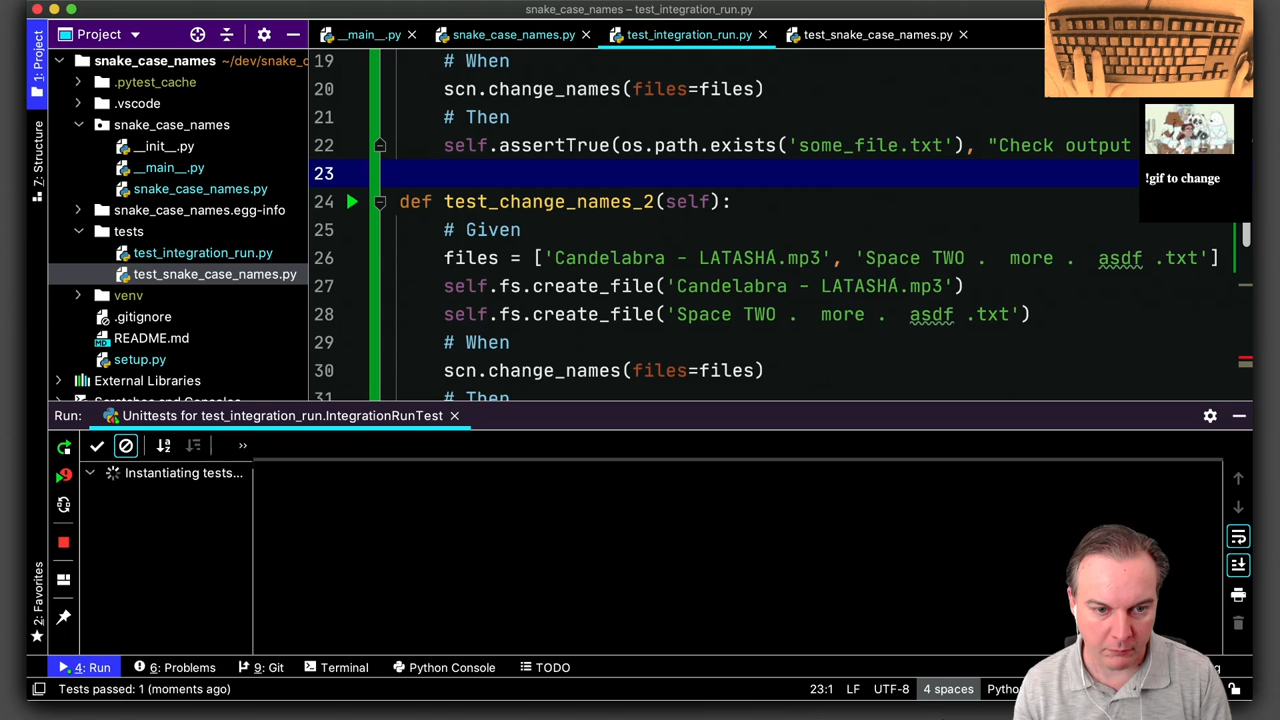 snake_case_names – test_integration_run.py
1: Project
Project
__main__.py
snake_case_names.py
test_integration_run.py
test_snake_case_names.py
snake_case_names ~/dev/snake_c
.pytest_cache
.vscode
snake_case_names
__init__.py
__main__.py
snake_case_names.py
snake_case_names.egg-info
tests
test_integration_run.py
test_snake_case_names.py
venv
.gitignore
README.md
setup.py
External Libraries
Scratches and Consoles
7: Structure
2: Favorites
19 # When
20 scn.change_names(files=files)
21 # Then
22 self.assertTrue(os.path.exists('some_file.txt'), "Check output
23
24 def test_change_names_2(self):
25 # Given
26 files = ['Candelabra - LATASHÁ.mp3', 'Space TWO .  more .  asdf .txt']
27 self.fs.create_file('Candelabra - LATASHÁ.mp3')
28 self.fs.create_file('Space TWO .  more .  asdf .txt')
29 # When
30 scn.change_names(files=files)
31 # Then
!gif to change
Run: Unittests for test_integration_run.IntegrationRunTest
Instantiating tests...
4: Run
6: Problems
9: Git
Terminal
Python Console
TODO
Tests passed: 1 (moments ago)
23:1 LF UTF-8 4 spaces Pytho